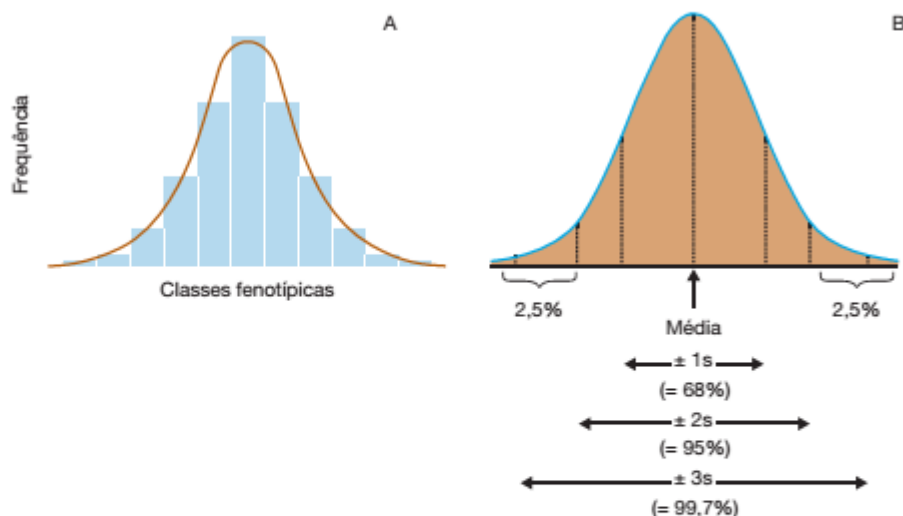 A
Frequência
Classes fenotípicas
B
2,5%
2,5%
Média
± 1s
(= 68%)
± 2s
(= 95%)
± 3s
(= 99,7%)